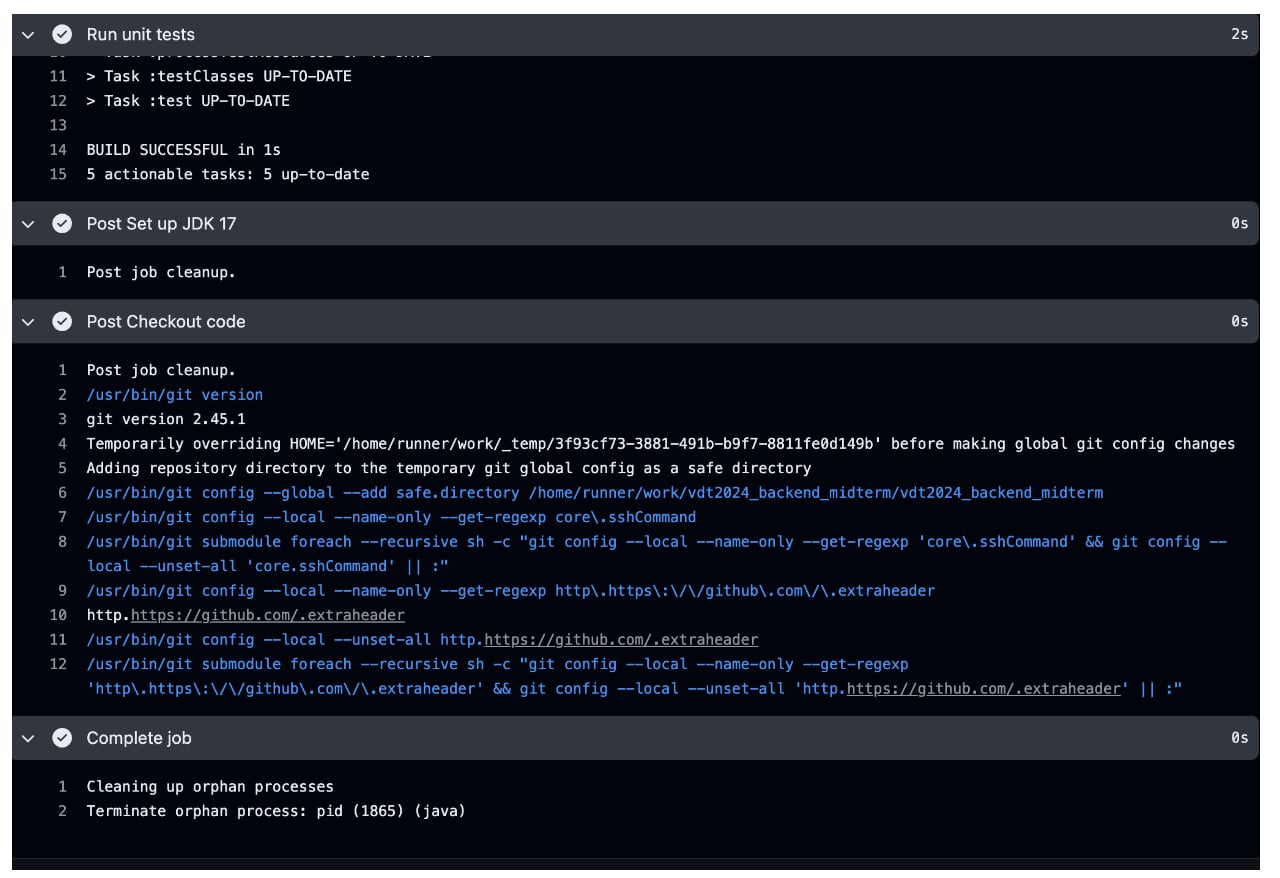 Run unit tests 2s
11 > Task :testClasses UP-TO-DATE
12 > Task :test UP-TO-DATE
13
14 BUILD SUCCESSFUL in 1s
15 5 actionable tasks: 5 up-to-date
Post Set up JDK 17 0s
1 Post job cleanup.
Post Checkout code 0s
1 Post job cleanup.
2 /usr/bin/git version
3 git version 2.45.1
4 Temporarily overriding HOME='/home/runner/work/_temp/3f93cf73-3881-491b-b9f7-8811fe0d149b' before making global git config changes
5 Adding repository directory to the temporary git global config as a safe directory
6 /usr/bin/git config --global --add safe.directory /home/runner/work/vdt2024_backend_midterm/vdt2024_backend_midterm
7 /usr/bin/git config --local --name-only --get-regexp core\.sshCommand
8 /usr/bin/git submodule foreach --recursive sh -c "git config --local --name-only --get-regexp 'core\.sshCommand' && git config --
local --unset-all 'core.sshCommand' || :"
9 /usr/bin/git config --local --name-only --get-regexp http\.https\:\/\/github\.com\/\.extraheader
10 http.https://github.com/.extraheader
11 /usr/bin/git config --local --unset-all http.https://github.com/.extraheader
12 /usr/bin/git submodule foreach --recursive sh -c "git config --local --name-only --get-regexp
'http\.https\:\/\/github\.com\/\.extraheader' && git config --local --unset-all 'http.https://github.com/.extraheader' || :"
Complete job 0s
1 Cleaning up orphan processes
2 Terminate orphan process: pid (1865) (java)